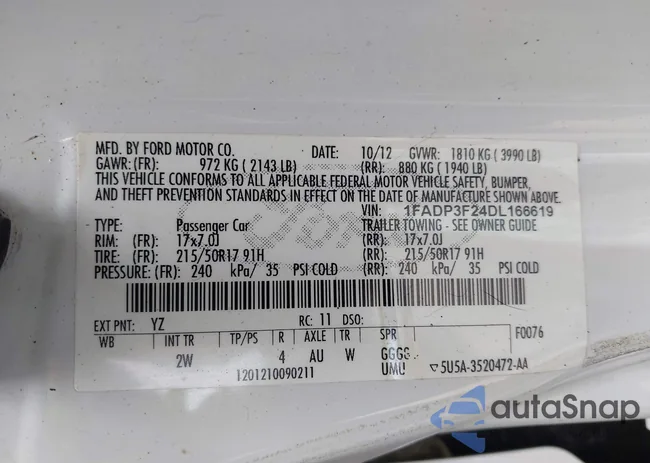 MFD. BY FORD MOTOR CO. DATE: 10/12 GVWR: 1810 KG ( 3990 LB)
GAWR: (FR): 972 KG ( 2143 LB) (RR): 880 KG ( 1940 LB)
THIS VEHICLE CONFORMS TO ALL APPLICABLE FEDERAL MOTOR VEHICLE SAFETY, BUMPER,
AND THEFT PREVENTION STANDARDS IN EFFECT ON THE DATE OF MANUFACTURE SHOWN ABOVE.
VIN: 1FADP3F24DL166619
TYPE: Passenger Car TRAILER TOWING - SEE OWNER GUIDE
RIM: (FR): 17x7.0J (RR): 17x7.0J
TIRE: (FR): 215/50R17 91H (RR): 215/50R17 91H
PRESSURE: (FR): 240 kPa/ 35 PSI COLD (RR): 240 kPa/ 35 PSI COLD
EXT PNT: YZ RC: 11 DSO: F0076
WB INT TR TP/PS R AXLE TR SPR
2W 4 AU W GGGG
1201210090211 UMU ▽5U5A-3520472-AA
Ford
autoSnap